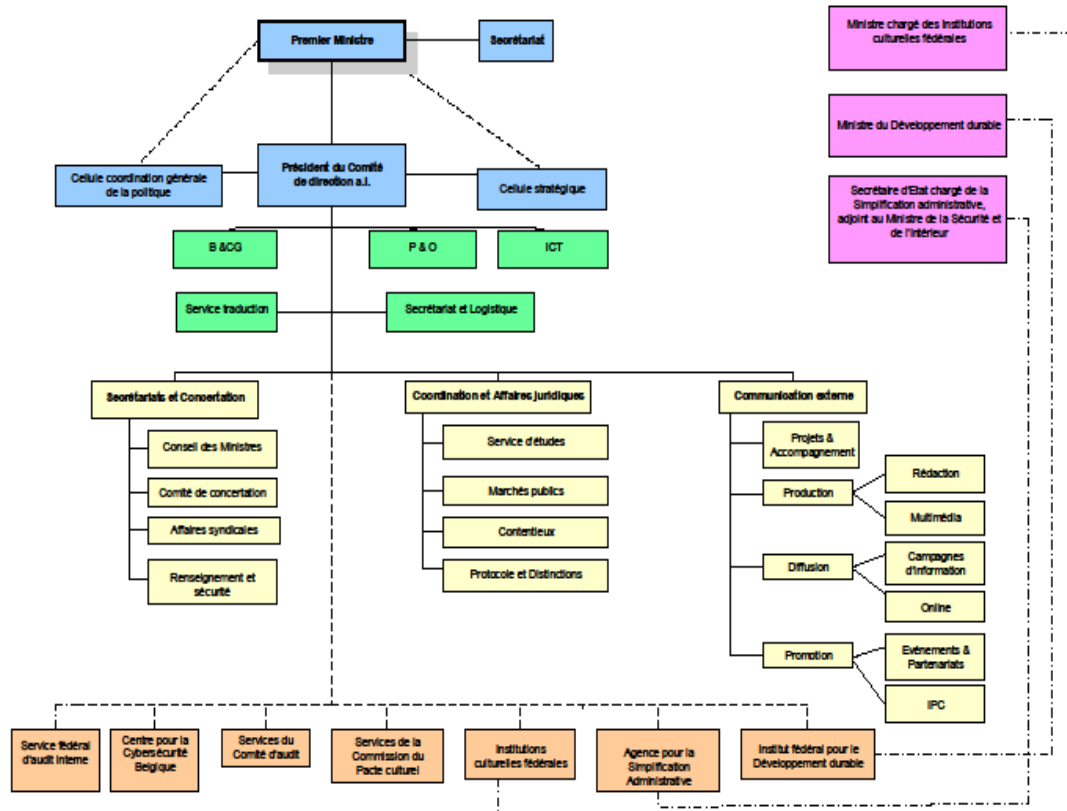 Premier Ministre
Secrétariat
Ministre chargé des Institutions
culturelles fédérales
Ministre du Développement durable
Cellule coordination générale
de la politique
Président du Comité
de direction a.i.
Cellule stratégique
Secrétaire d'Etat chargé de la
Simplification administrative,
adjoint au Ministre de la Sécurité et
de l'Intérieur
B &CG
P & O
ICT
Service traduction
Secrétariat et Logistique
Secrétariats et Concertation
Conseil des Ministres
Comité de concertation
Affaires syndicales
Renseignement et
sécurité
Coordination et Affaires juridiques
Service d'études
Marchés publics
Contentieux
Protocole et Distinctions
Communication externe
Projets &
Accompagnement
Production
Rédaction
Multimédia
Diffusion
Campagnes
d'information
Online
Promotion
Evénements &
Partenariats
IPC
Service fédéral
d'audit interne
Centre pour la
Cybersécurité
Belgique
Services du
Comité d'audit
Services de la
Commission du
Pacte culturel
Institutions
culturelles fédérales
Agence pour la
Simplification
Administrative
Institut fédéral pour le
Développement durable